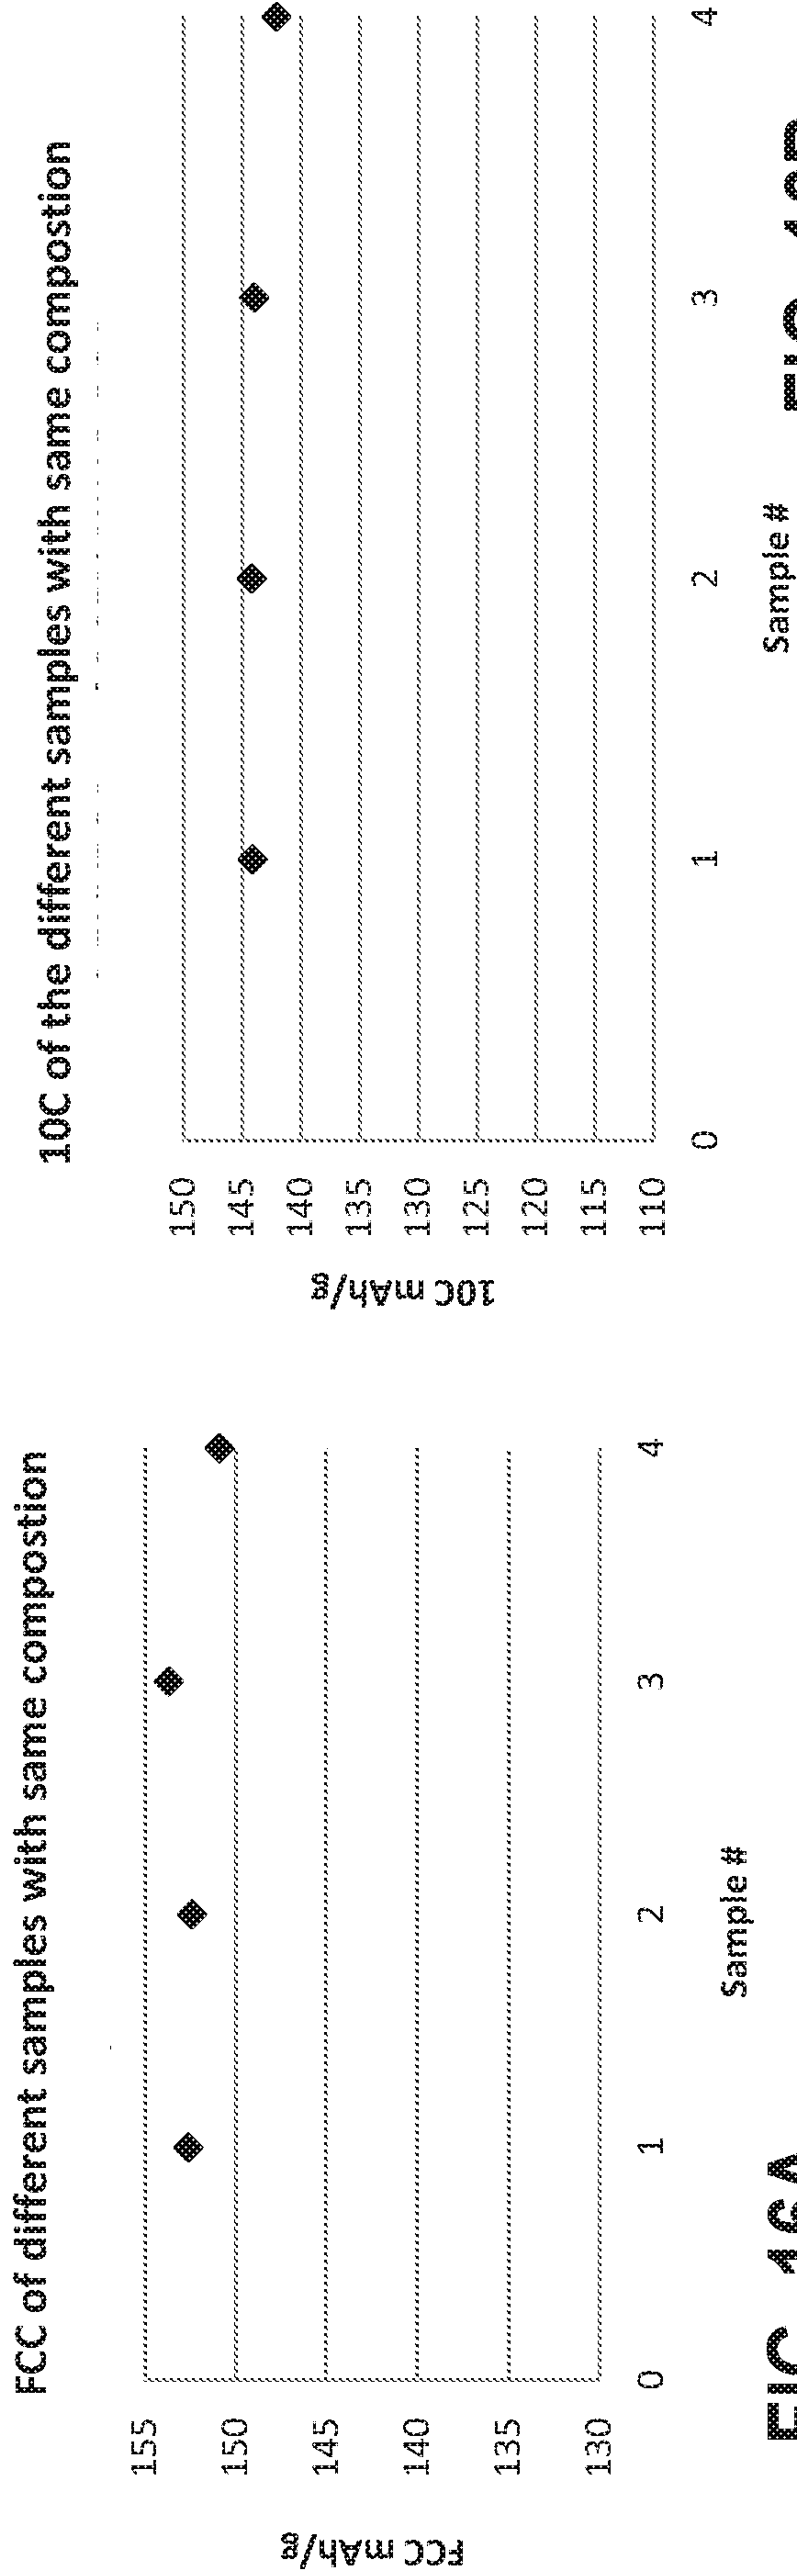 FCC of different samples with same compostion
FCC mAh/g
155
150
145
140
135
130
0 1 2 3 4
Sample #
10C of the different samples with same compostion
10C mAh/g
150
145
140
135
130
125
120
115
110
0 1 2 3 4
Sample #